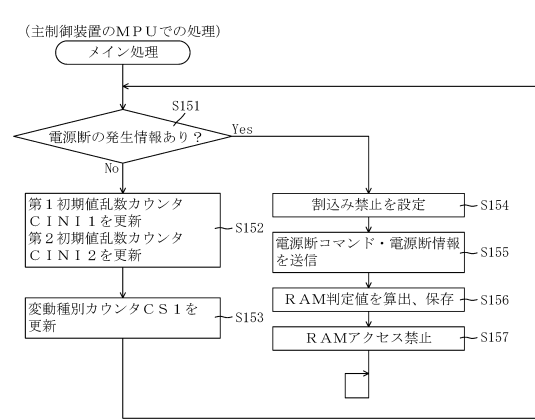 （主制御装置のＭＰＵでの処理）
メイン処理
S151
電源断の発生情報あり？
Yes
No
第１初期値乱数カウンタ
ＣＩＮＩ１を更新
第２初期値乱数カウンタ
ＣＩＮＩ２を更新
S152
変動種別カウンタＣＳ１を
更新
S153
割込み禁止を設定
S154
電源断コマンド・電源断情報
を送信
S155
ＲＡＭ判定値を算出、保存
S156
ＲＡＭアクセス禁止
S157